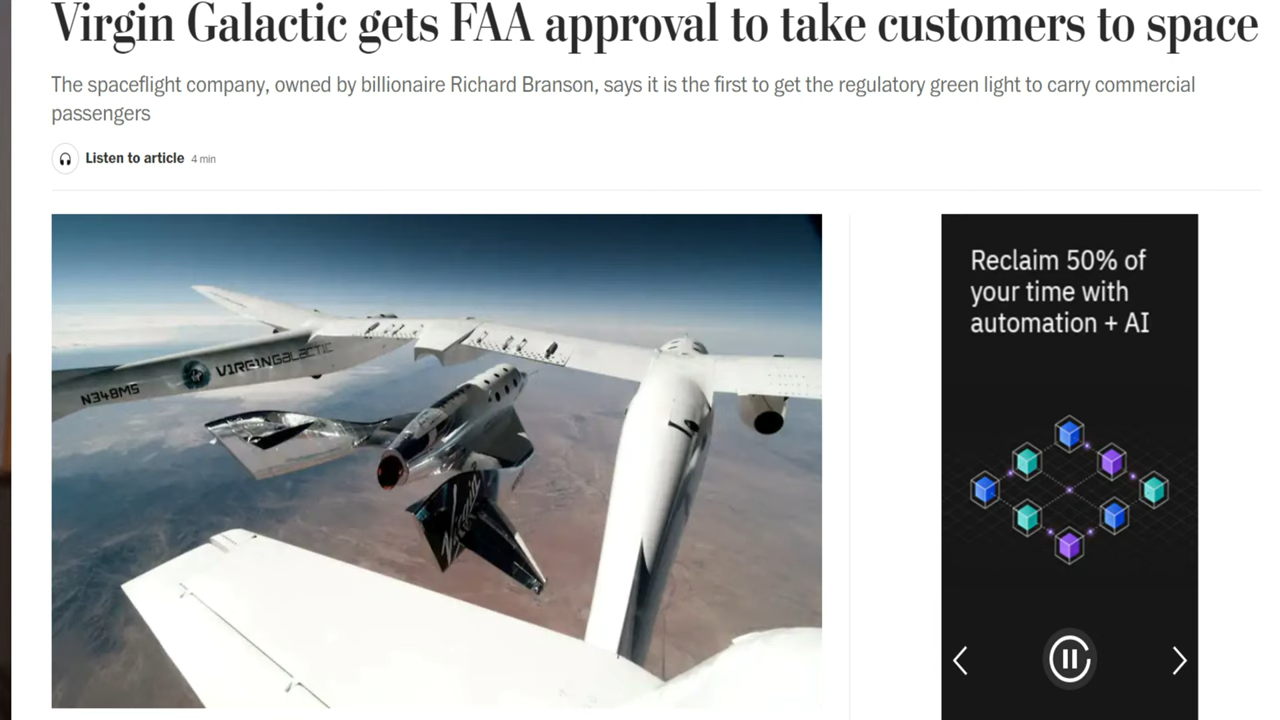 Virgin Galactic gets FAA approval to take customers to space
The spaceflight company, owned by billionaire Richard Branson, says it is the first to get the regulatory green light to carry commercial
passengers
Listen to article 4 min
VIRGIN GALACTIC
N348MS
Virgin
Reclaim 50% of
your time with
automation + AI